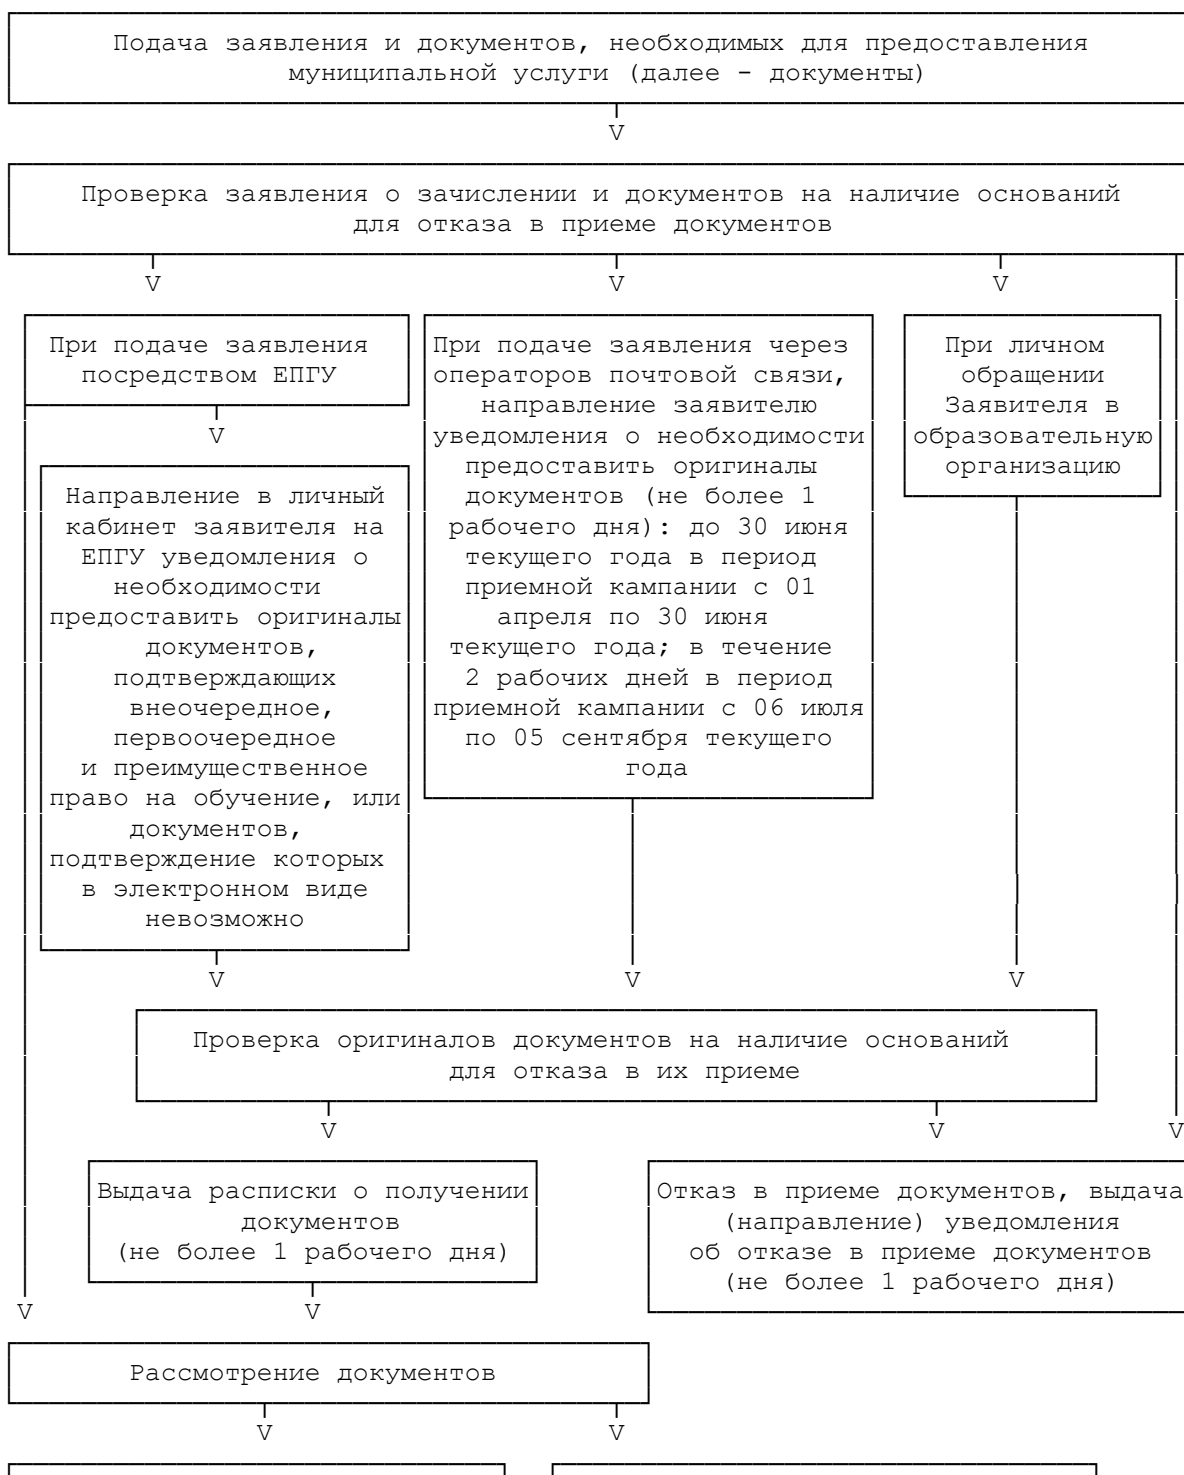 Подача заявления и документов, необходимых для предоставления
муниципальной услуги (далее - документы)
V
Проверка заявления о зачислении и документов на наличие оснований
для отказа в приеме документов
V V V
При подаче заявления
посредством ЕПГУ
V
Направление в личный
кабинет заявителя на
ЕПГУ уведомления о
необходимости
предоставить оригиналы
документов,
подтверждающих
внеочередное,
первоочередное
и преимущественное
право на обучение, или
документов,
подтверждение которых
в электронном виде
невозможно
При подаче заявления через
операторов почтовой связи,
направление заявителю
уведомления о необходимости
предоставить оригиналы
документов (не более 1
рабочего дня): до 30 июня
текущего года в период
приемной кампании с 01
апреля по 30 июня
текущего года; в течение
2 рабочих дней в период
приемной кампании с 06 июля
по 05 сентября текущего
года
При личном
обращении
Заявителя в
образовательную
организацию
V V V
Проверка оригиналов документов на наличие оснований
для отказа в их приеме
V V V
Выдача расписки о получении
документов
(не более 1 рабочего дня)
Отказ в приеме документов, выдача
(направление) уведомления
об отказе в приеме документов
(не более 1 рабочего дня)
V V
Рассмотрение документов
V V